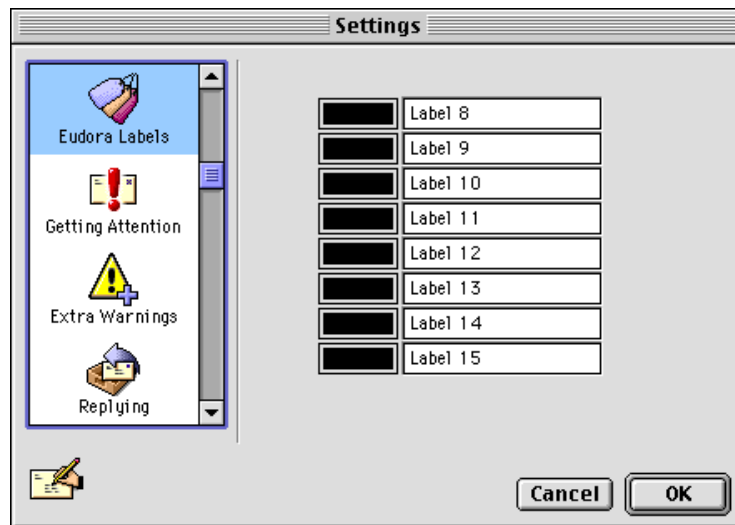 Settings
Eudora Labels
Getting Attention
Extra Warnings
Replying
Label 8
Label 9
Label 10
Label 11
Label 12
Label 13
Label 14
Label 15
Cancel
OK